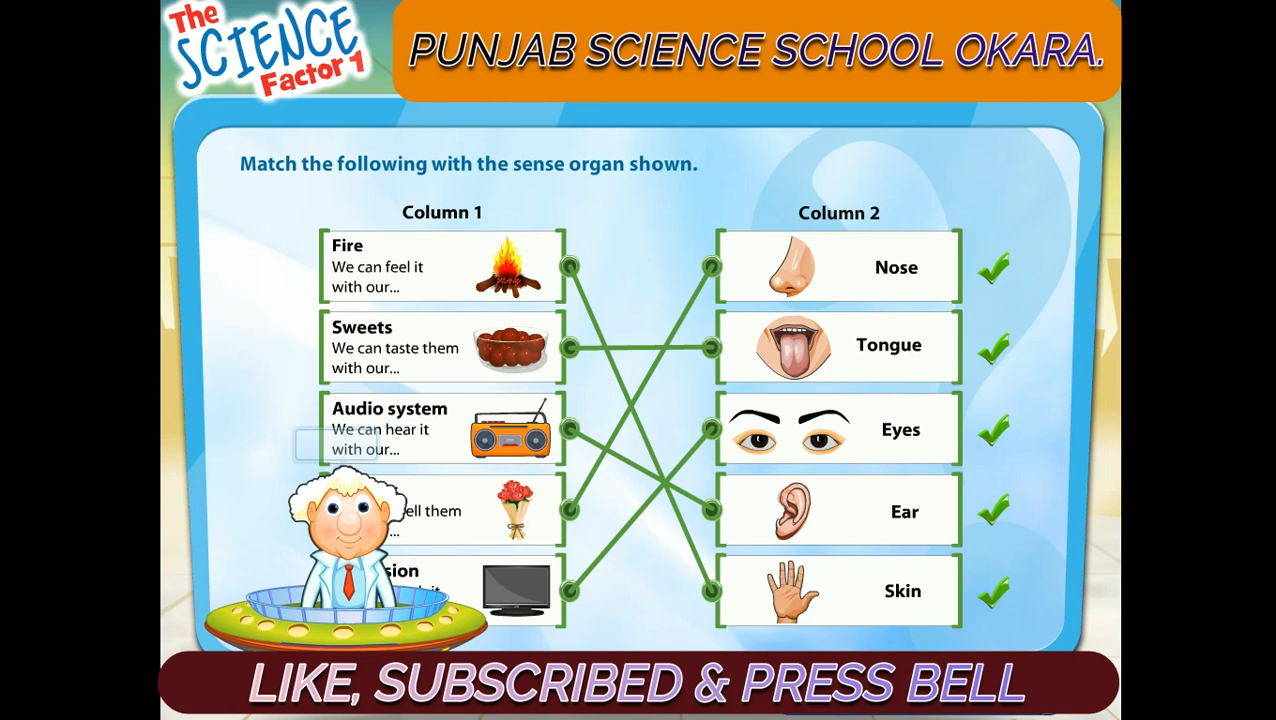 The
SCIENCE
Factor 1
PUNJAB SCIENCE SCHOOL OKARA.
Match the following with the sense organ shown.
Column 1
Column 2
Fire
We can feel it
with our...
Nose
Sweets
We can taste them
with our...
Tongue
Audio system
We can hear it
with our...
Eyes
ell them
...
Ear
sion
Skin
LIKE, SUBSCRIBED & PRESS BELL